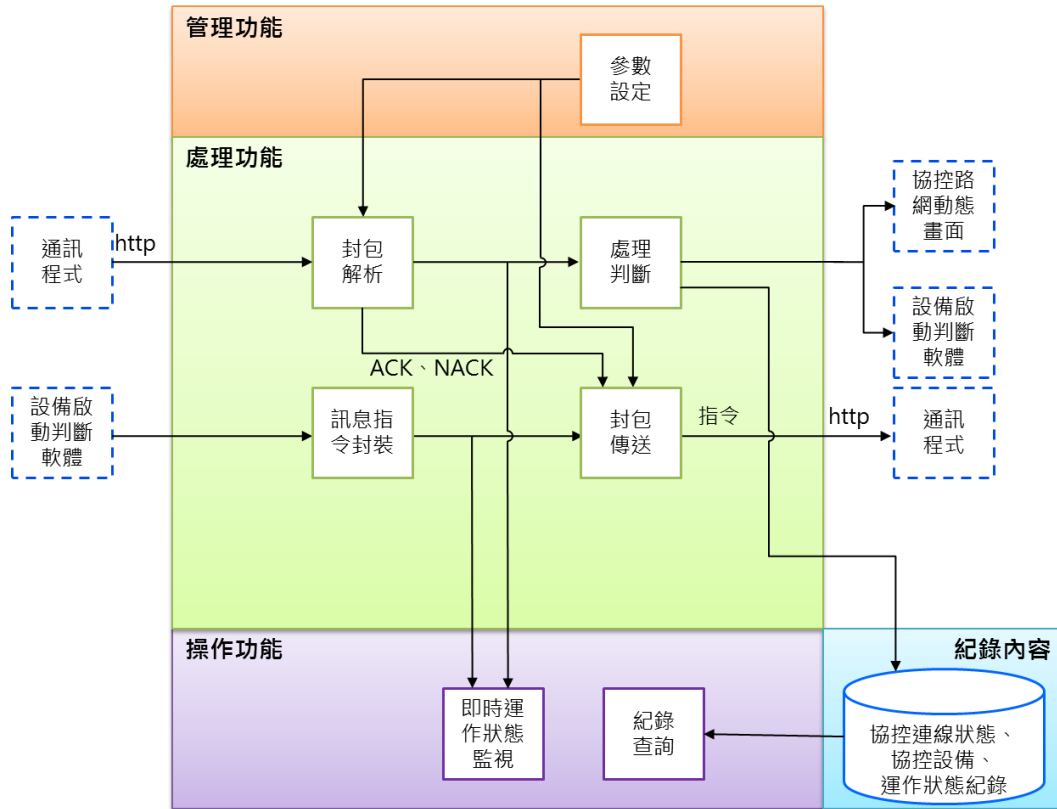 管理功能
參數
設定
處理功能
通訊
程式
http
封包
解析
處理
判斷
協控路
網動態
畫面
設備啟
動判斷
軟體
ACK、NACK
設備啟
動判斷
軟體
訊息指
令封裝
封包
傳送
指令
http
通訊
程式
操作功能
即時運
作狀態
監視
紀錄
查詢
紀錄內容
協控連線狀態、
協控設備、
運作狀態紀錄